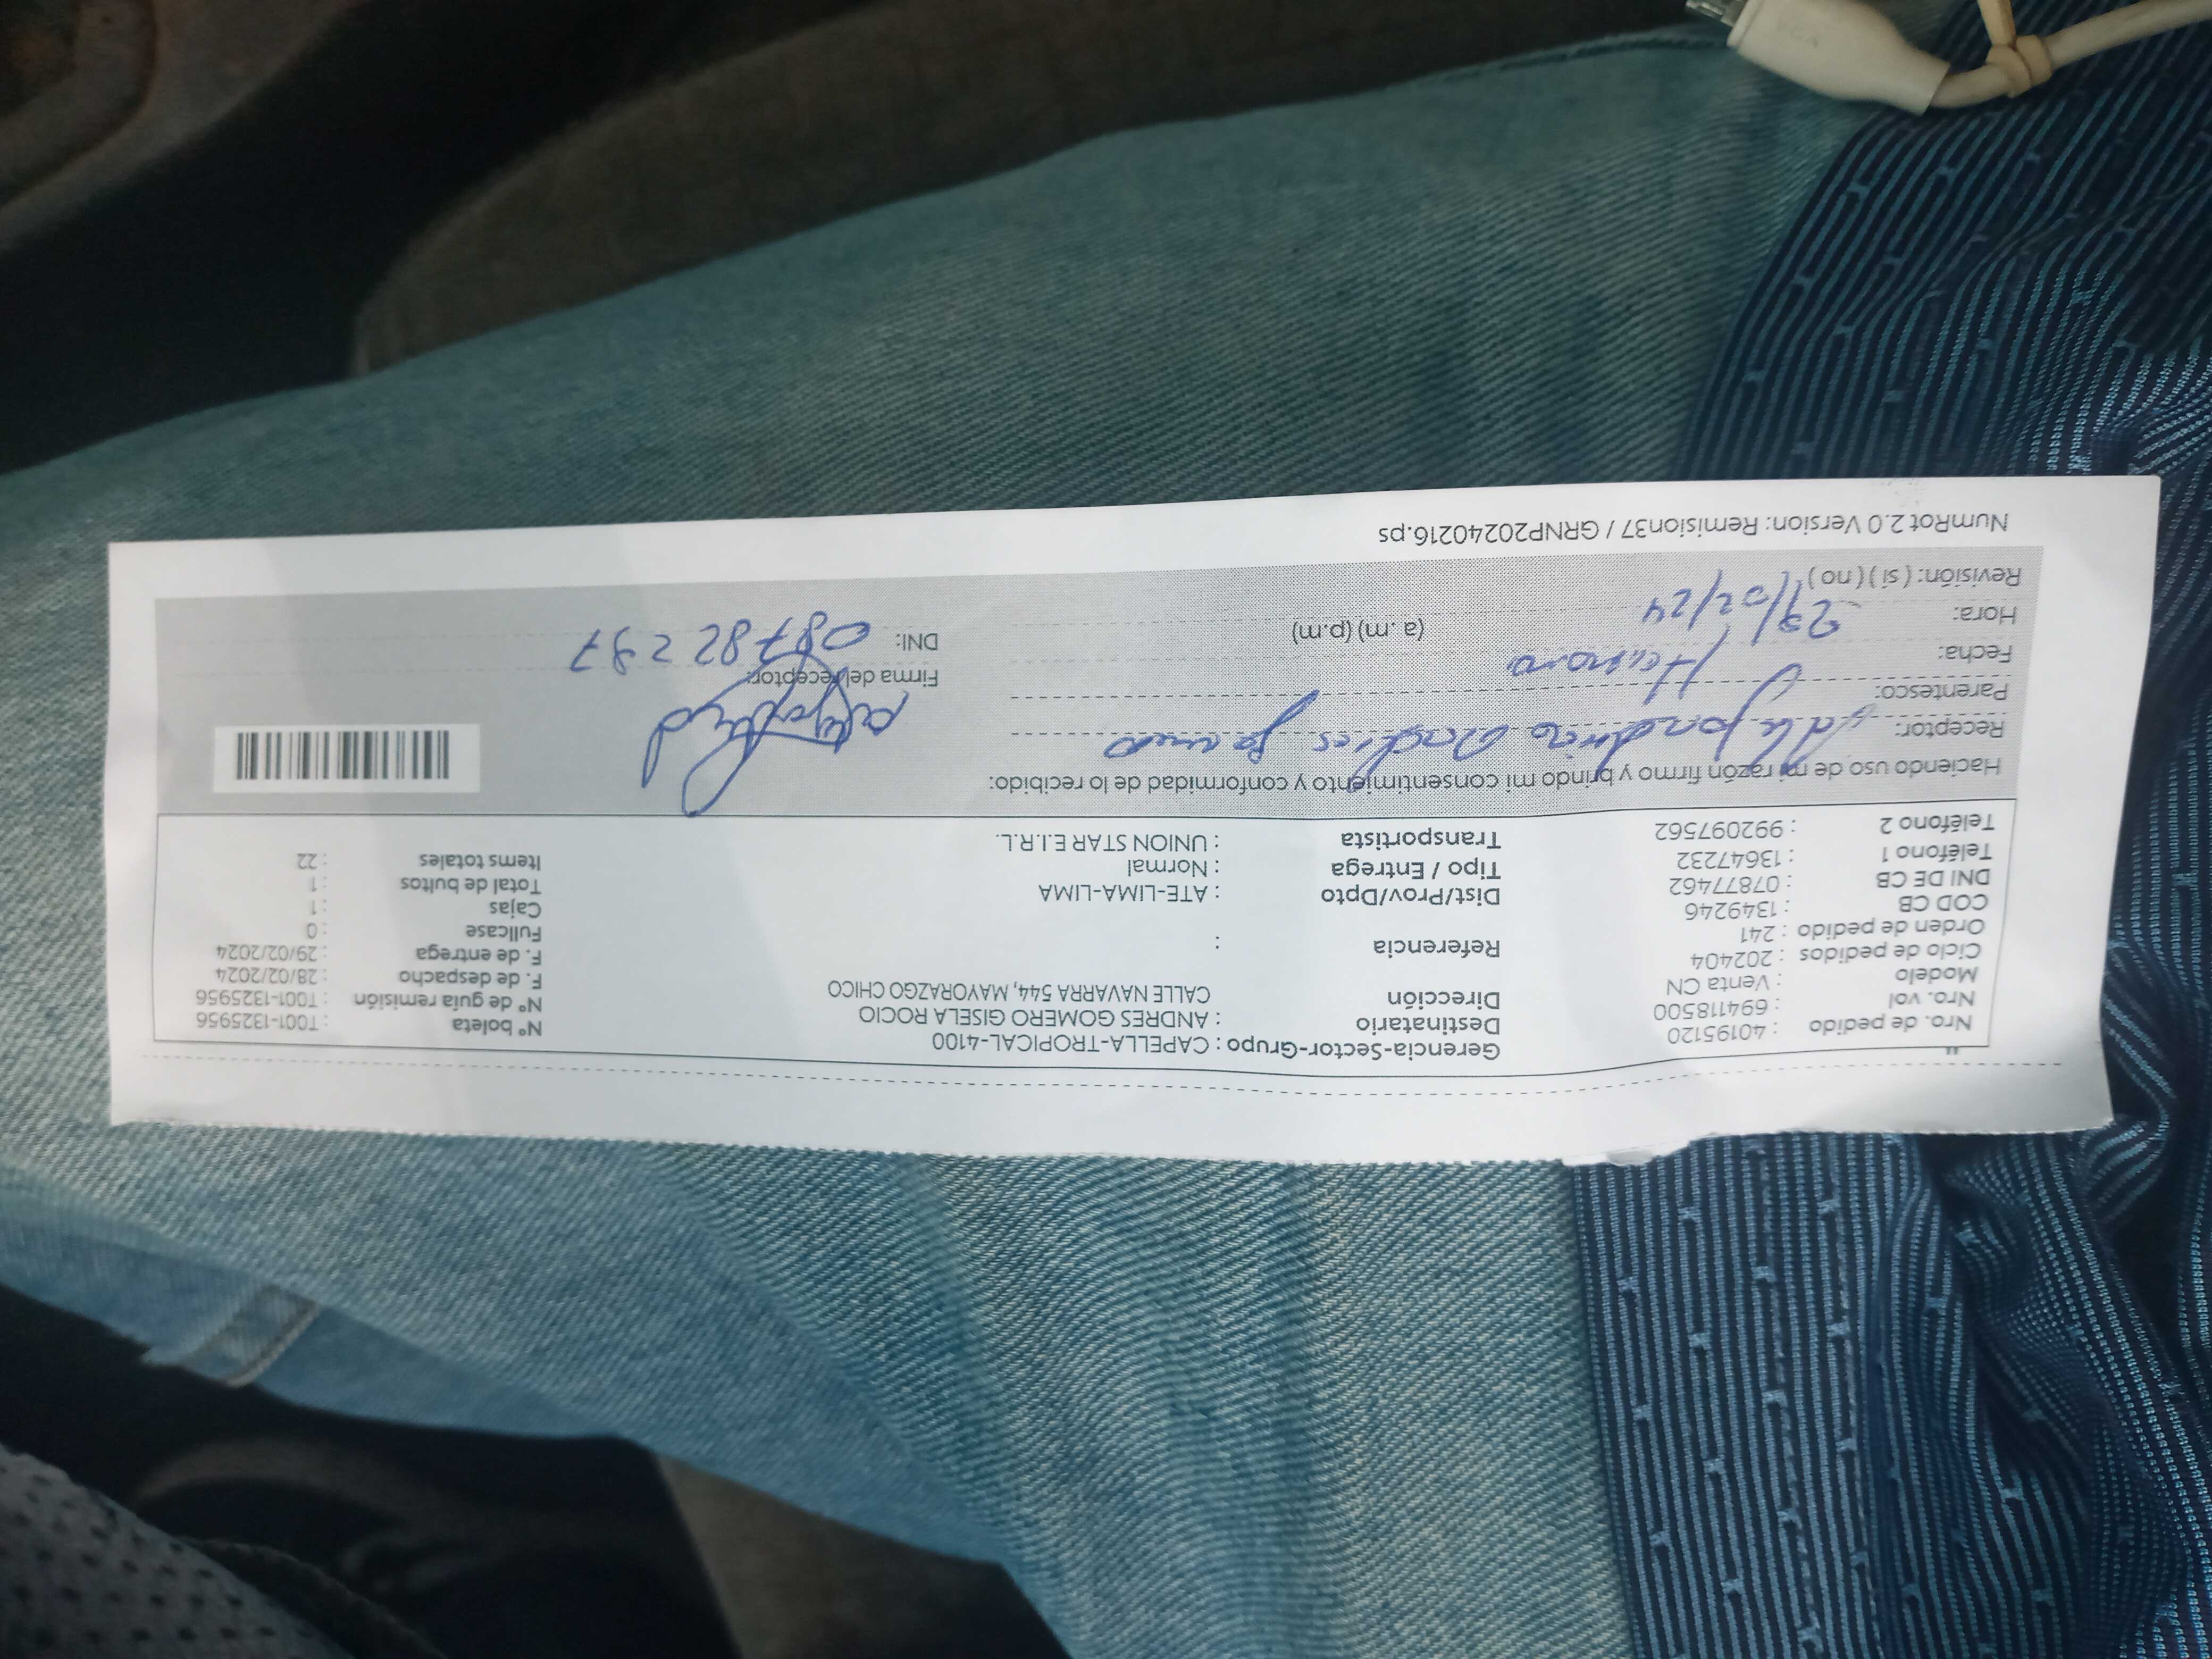 Nro. de pedido : 40195120
Nro. vol : 694118500
Modelo : Venta CN
Ciclo de pedidos : 202404
Orden de pedido : 241
COD CB : 1349246
DNI DE CB : 07877462
Teléfono 1 : 13647232
Teléfono 2 : 992097562
Gerencia-Sector-Grupo : CAPELLA-TROPICAL-4100
Destinatario : ANDRES GOMERO GISELA ROCIO
Dirección CALLE NAVARRA 544, MAYORAZGO CHICO
Referencia :
Dist/Prov/Dpto : ATE-LIMA-LIMA
Tipo / Entrega : Normal
Transportista : UNION STAR E.I.R.L.
N° boleta : T001-1325956
N° de guía remisión : T001-1325956
F. de despacho : 28/02/2024
F. de entrega : 29/02/2024
Fullcase : 0
Cajas : 1
Total de bultos : 1
Items totales : 22
Haciendo uso de mi razón firmo y brindo mi consentimiento y conformidad de lo recibido:
Receptor: Alejandrina Andres
Parentesco: Hermana
Fecha: 29/02/24
Hora: (a.m) (p.m)
Revisión: (sí) (no)
Firma del receptor:
DNI: 08782237
NumRot 2.0 Version: Remision37 / GRNP20240216.ps